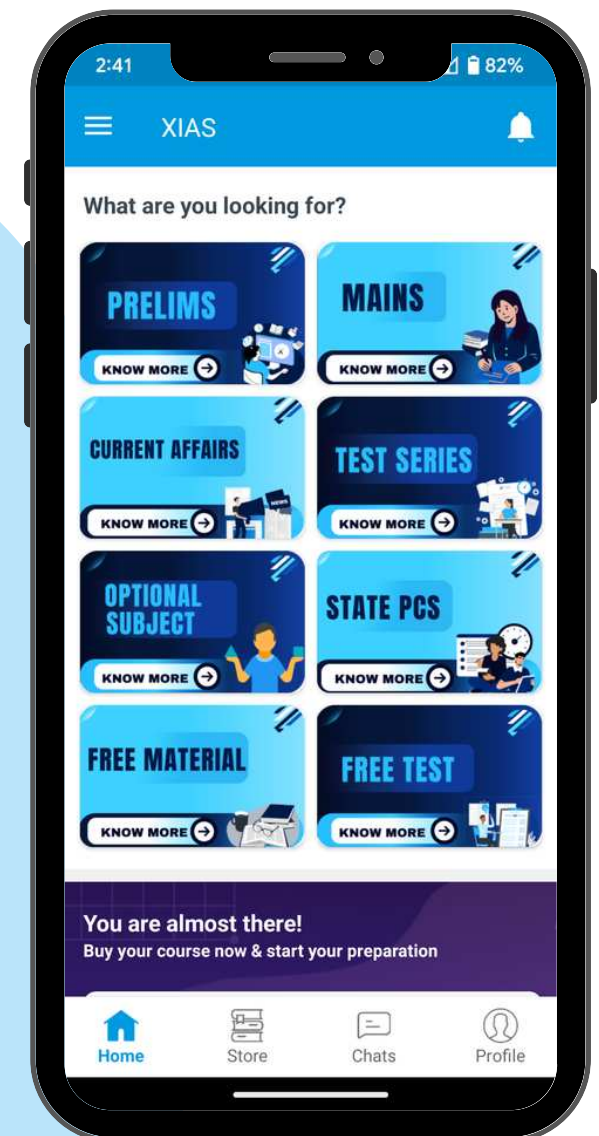 2:41
82%
XIAS
What are you looking for?
PRELIMS
KNOW MORE
MAINS
KNOW MORE
CURRENT AFFAIRS
NEWS
KNOW MORE
TEST SERIES
KNOW MORE
OPTIONAL
SUBJECT
KNOW MORE
STATE PCS
KNOW MORE
FREE MATERIAL
KNOW MORE
FREE TEST
KNOW MORE
You are almost there!
Buy your course now & start your preparation
Home
Store
Chats
Profile